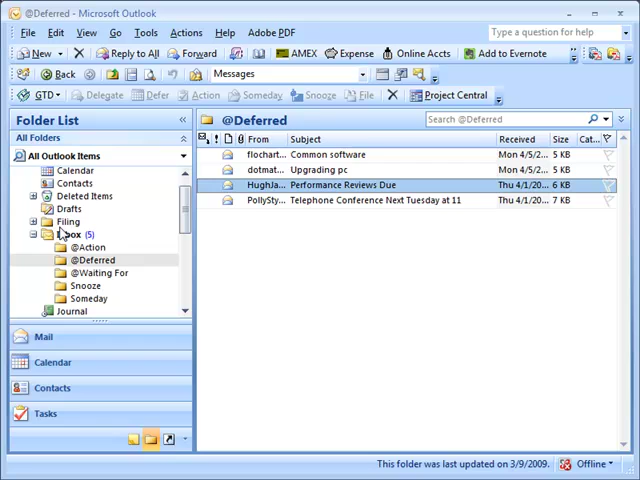 @Deferred - Microsoft Outlook
File Edit View Go Tools Actions Help Adobe PDF Type a question for help
New Reply to All Forward AMEX Expense Online Accts Add to Evernote
Back Messages
GTD Delegate Defer Action Someday Snooze File Project Central
Folder List
All Folders
All Outlook Items
Calendar
Contacts
Deleted Items
Drafts
Filing
(5)
@Action
@Deferred
@Waiting For
Snooze
Someday
Journal
Mail
Calendar
Contacts
Tasks
@Deferred Search @Deferred
From Subject Received Size Cat...
flochart... Common software Mon 4/5/2... 5 KB
dotmat... Upgrading pc Mon 4/5/2... 5 KB
HughJa... Performance Reviews Due Thu 4/1/20... 6 KB
PollySty... Telephone Conference Next Tuesday at 11 Thu 4/1/20... 5 KB
This folder was last updated on 3/9/2009. Offline